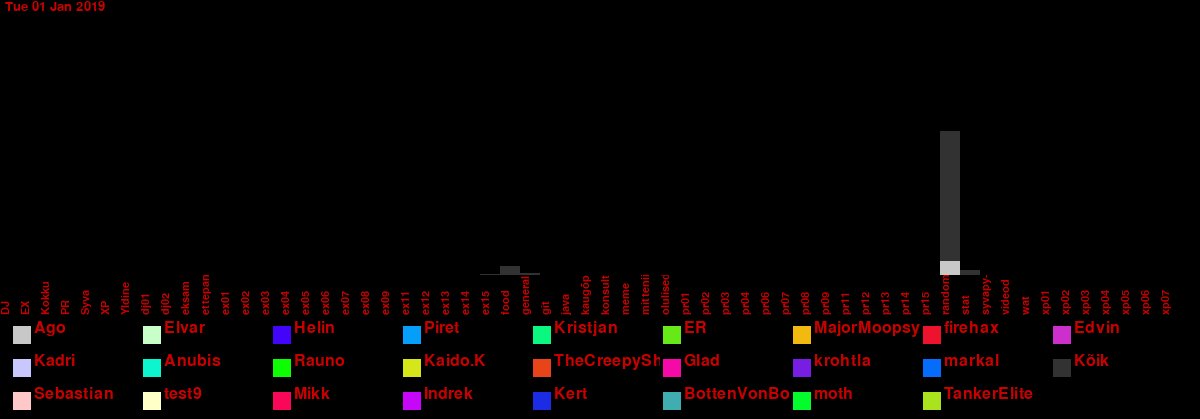 Tue 01 Jan 2019
DJ EX Kokku PR Syva XP Yldine dj01 dj02 eksam ettepan ex01 ex02 ex03 ex04 ex05 ex06 ex07 ex08 ex09 ex11 ex12 ex13 ex14 ex15 food general git java kaugõp konsult meme mittenii olulised pr01 pr02 pr03 pr04 pr06 pr07 pr08 pr09 pr11 pr12 pr13 pr14 pr15 random stat syvapy- videod wat xp01 xp02 xp03 xp04 xp05 xp06 xp07
Ago Elvar Helin Piret Kristjan ER MajorMoopsy firehax Edvin
Kadri Anubis Rauno Kaido.K TheCreepySh Glad krohtla markal Kõik
Sebastian test9 Mikk Indrek Kert BottenVonBo moth TankerElite